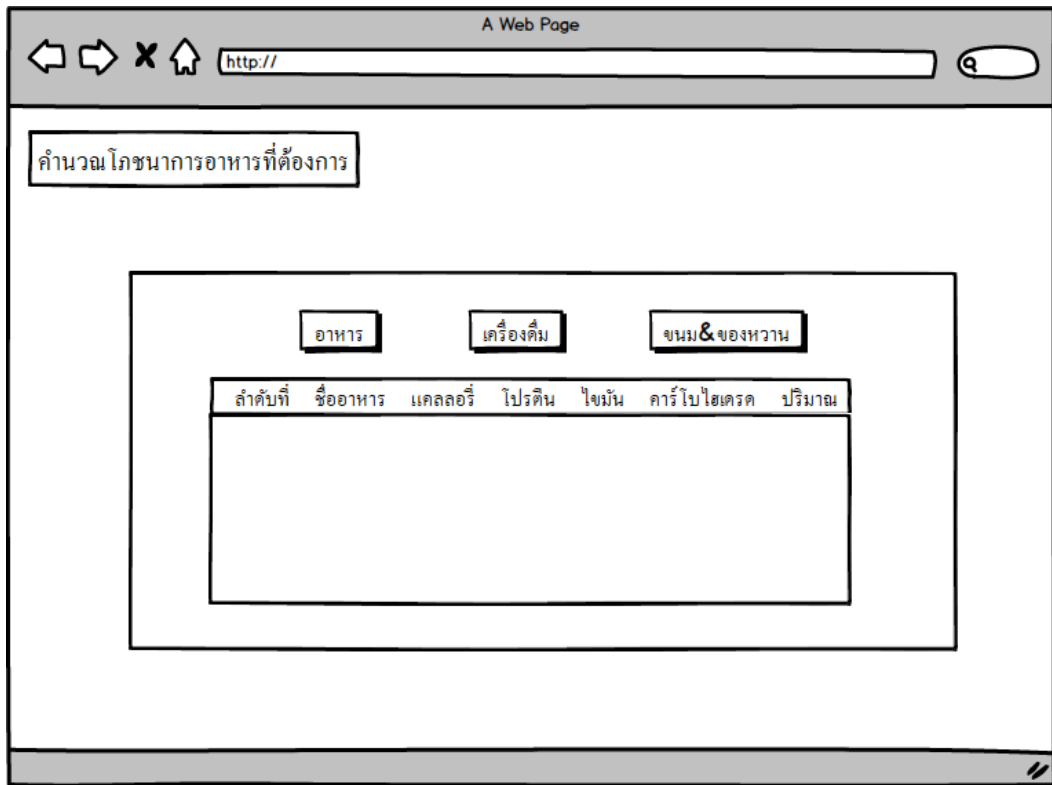 A Web Page
http://
คำนวณโภชนาการอาหารที่ต้องการ
อาหาร เครื่องดื่ม ขนม&ของหวาน
ลำดับที่ ชื่ออาหาร แคลลอรี่ โปรตีน ไขมัน คาร์โบไฮเดรด ปริมาณ